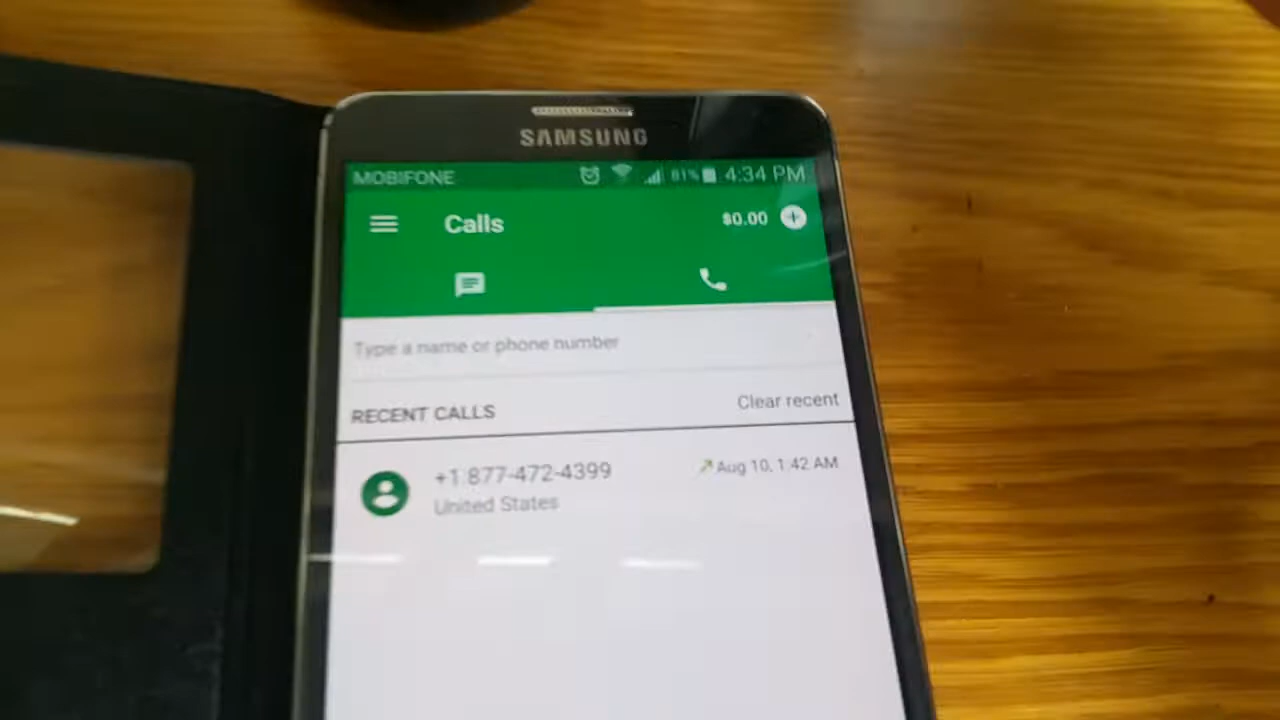 SAMSUNG
MOBIFONE 81% 4:34 PM
Calls $0.00
Type a name or phone number
RECENT CALLS Clear recent
+1 877-472-4399 Aug 10, 1:42 AM
United States